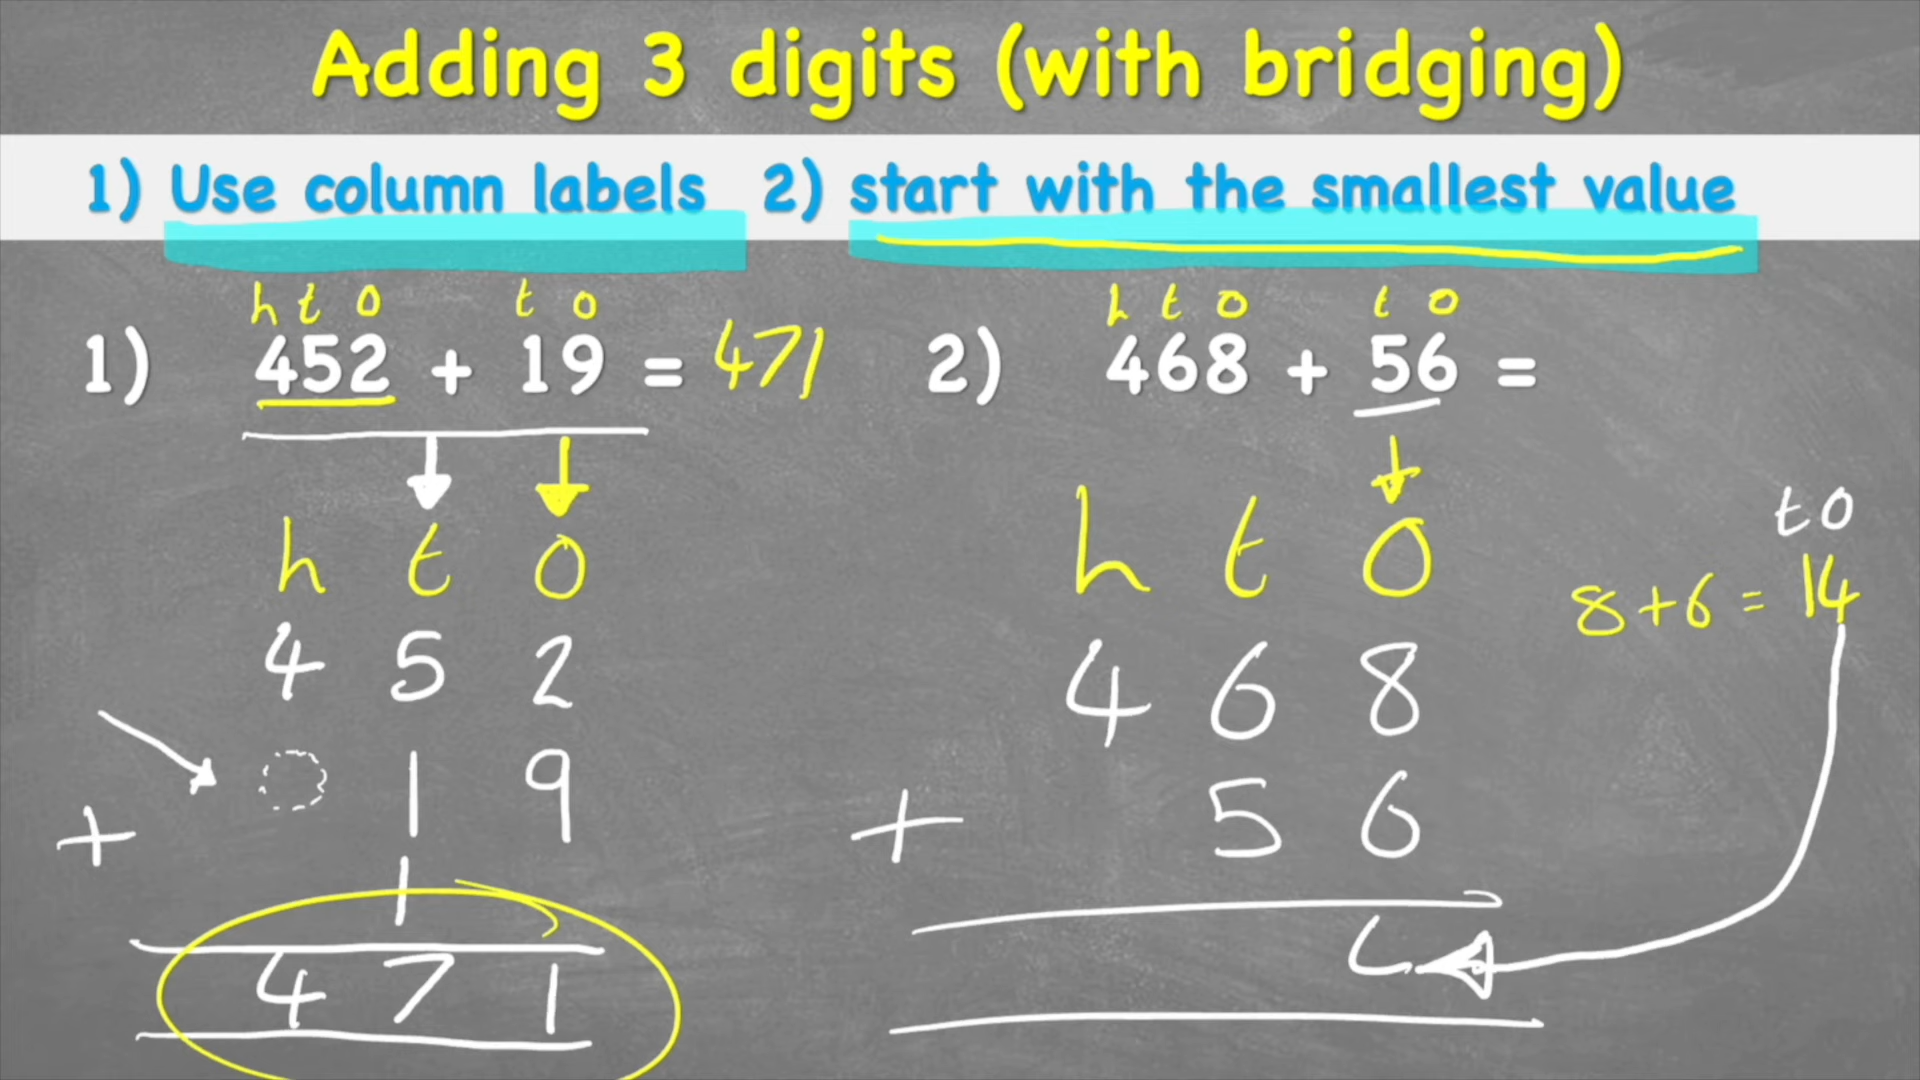 Adding 3 digits (with bridging)
1) Use column labels 2) start with the smallest value
h t o t o
1) 452 + 19 = 471
h t o t o
2) 468 + 56 =
h t o
4 5 2
1 9
+
1
4 7 1
h t o
4 6 8
+ 5 6
t o
8 + 6 = 14